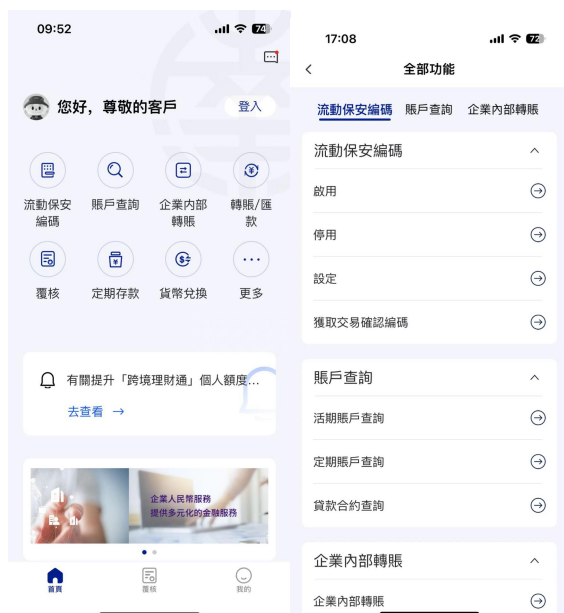 09:52
74
您好，尊敬的客戶
登入
流動保安
編碼
賬戶查詢
企業内部
轉賬
轉賬/匯
款
覆核
定期存款
貨幣兌換
更多
有關提升「跨境理財通」個人額度...
去查看 →
企業人民幣服務
提供多元化的金融服務
首頁
覆核
我的
17:08
72
全部功能
流動保安編碼 賬戶查詢 企業內部轉賬
流動保安編碼
啟用
停用
設定
獲取交易確認編碼
賬戶查詢
活期賬戶查詢
定期賬戶查詢
貸款合約查詢
企業內部轉賬
企業內部轉賬